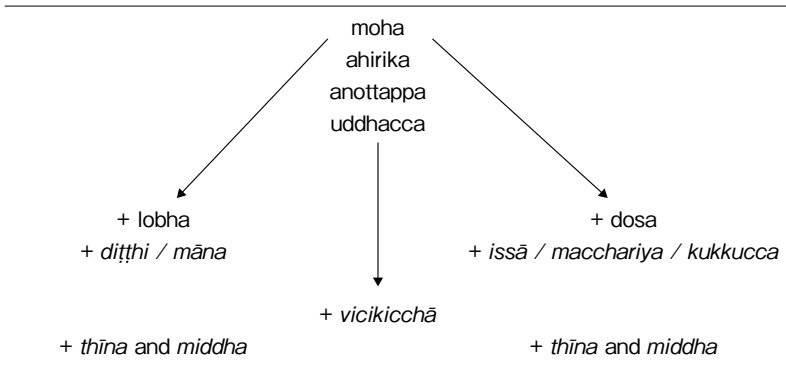 moha
ahirika
anottappa
uddhacca
+ lobha
+ diṭṭhi / māna
+ dosa
+ issā / macchariya / kukkucca
+ vicikicchā
+ thīna and middha
+ thīna and middha